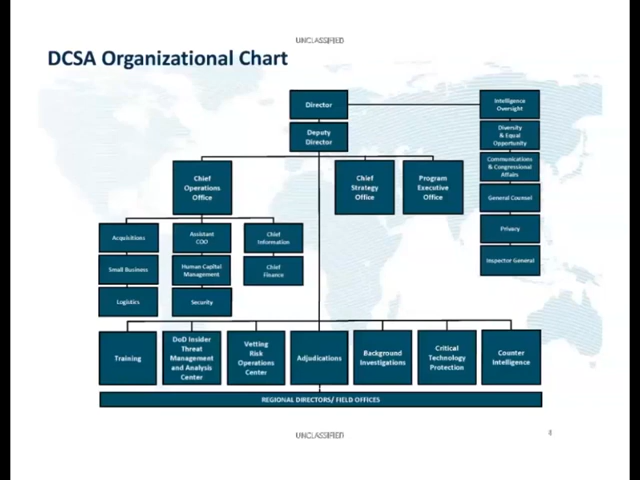 UNCLASSIFIED
DCSA Organizational Chart
Director
Intelligence
Oversight
Deputy
Director
Diversity
& Equal
Opportunity
Communications
& Congressional
Affairs
General Counsel
Privacy
Inspector General
Chief
Operations
Office
Chief
Strategy
Office
Program
Executive
Office
Acquisitions
Assistant
COO
Chief
Information
Small Business
Human Capital
Management
Chief
Finance
Logistics
Security
Training
DoD Insider
Threat
Management
and Analysis
Center
Vetting
Risk
Operations
Center
Adjudications
Background
Investigations
Critical
Technology
Protection
Counter
Intelligence
REGIONAL DIRECTORS/ FIELD OFFICES
UNCLASSIFIED
4